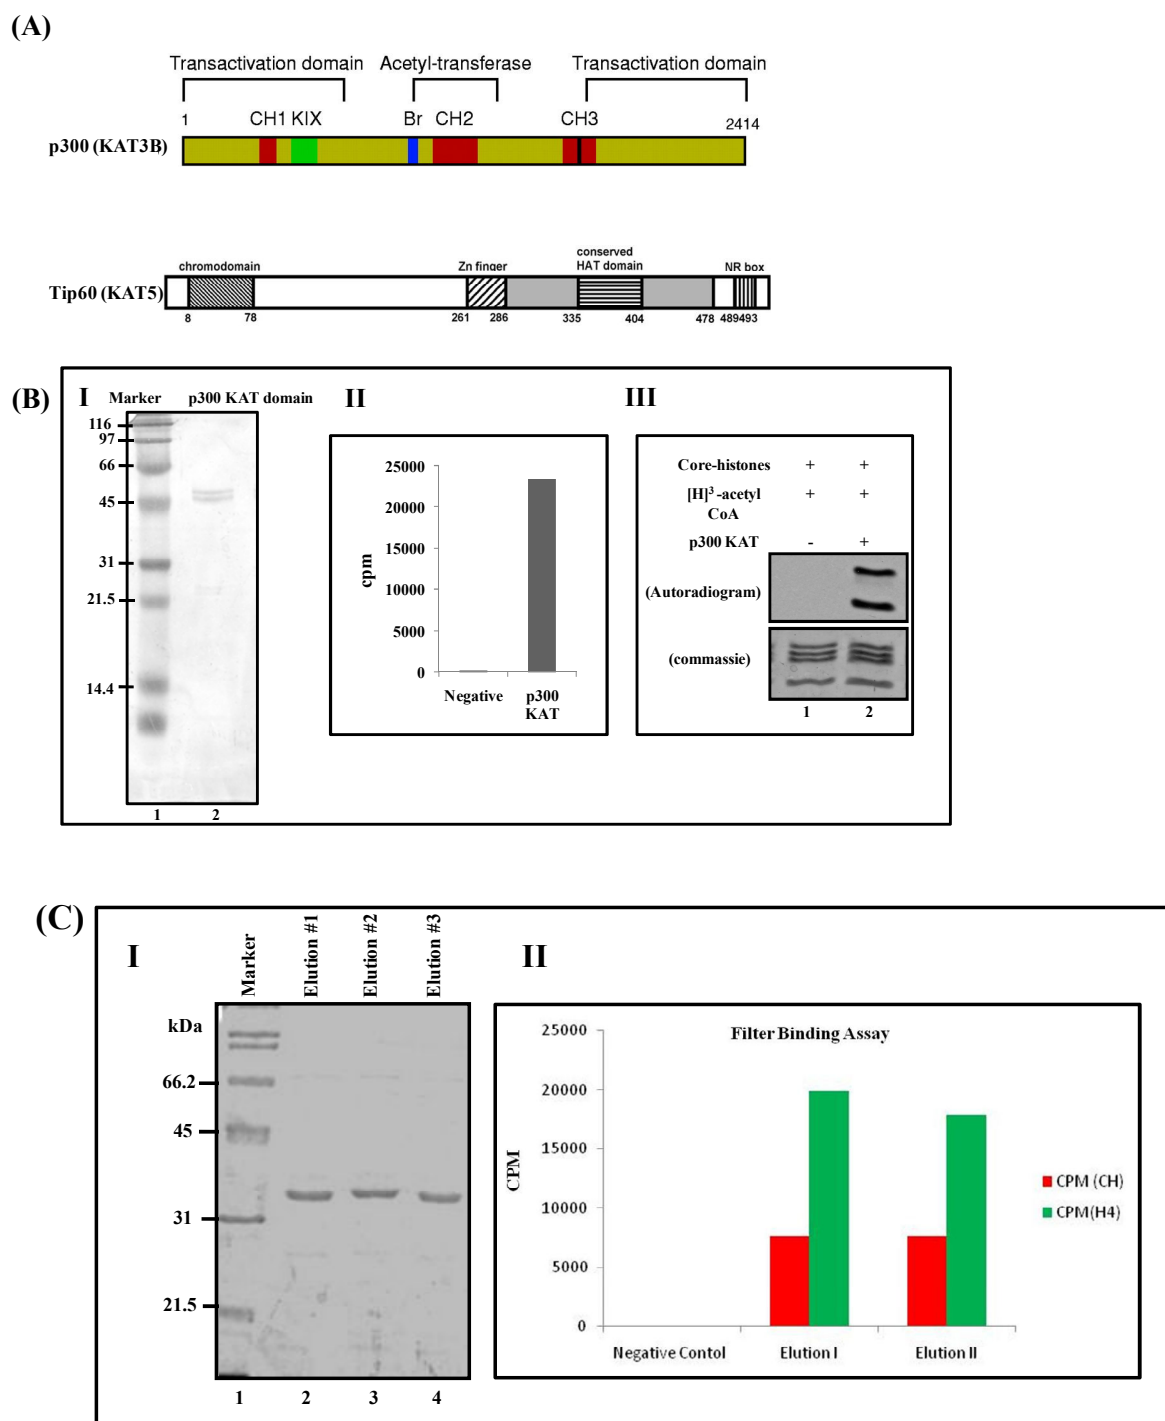 (A)
Transactivation domain Acetyl-transferase Transactivation domain
1 CH1 KIX Br CH2 CH3 2414
p300 (KAT3B)
chromodomain Zn finger conserved HAT domain NR box
Tip60 (KAT5)
8 78 261 286 335 404 478 489493
(B)
I Marker p300 KAT domain
116
97
66
45
31
21.5
14.4
1 2
II
25000
20000
15000
10000
5000
0
cpm
Negative p300 KAT
III
Core-histones + +
[H]³-acetyl CoA + +
p300 KAT - +
(Autoradiogram)
(commassie)
1 2
(C)
I
Marker
Elution #1
Elution #2
Elution #3
kDa
66.2
45
31
21.5
1 2 3 4
II
Filter Binding Assay
25000
20000
15000
10000
5000
0
CPM
CPM (CH)
CPM(H4)
Negative Contol Elution I Elution II